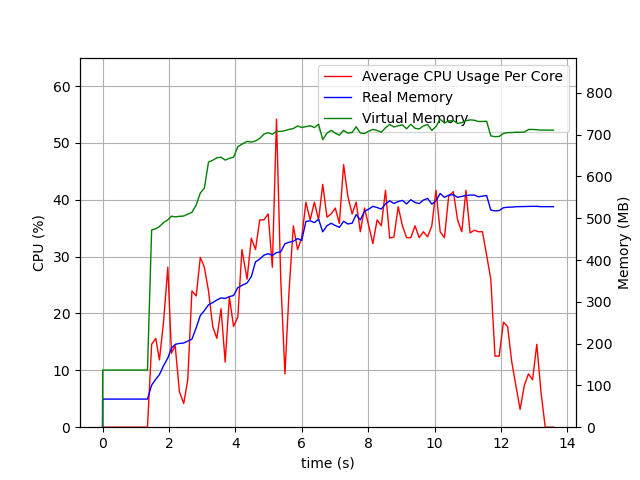 Average CPU Usage Per Core
Real Memory
Virtual Memory
CPU (%)
60
50
40
30
20
10
0
800
700
600
500
400
300
200
100
0
Memory (MB)
0 2 4 6 8 10 12 14
time (s)